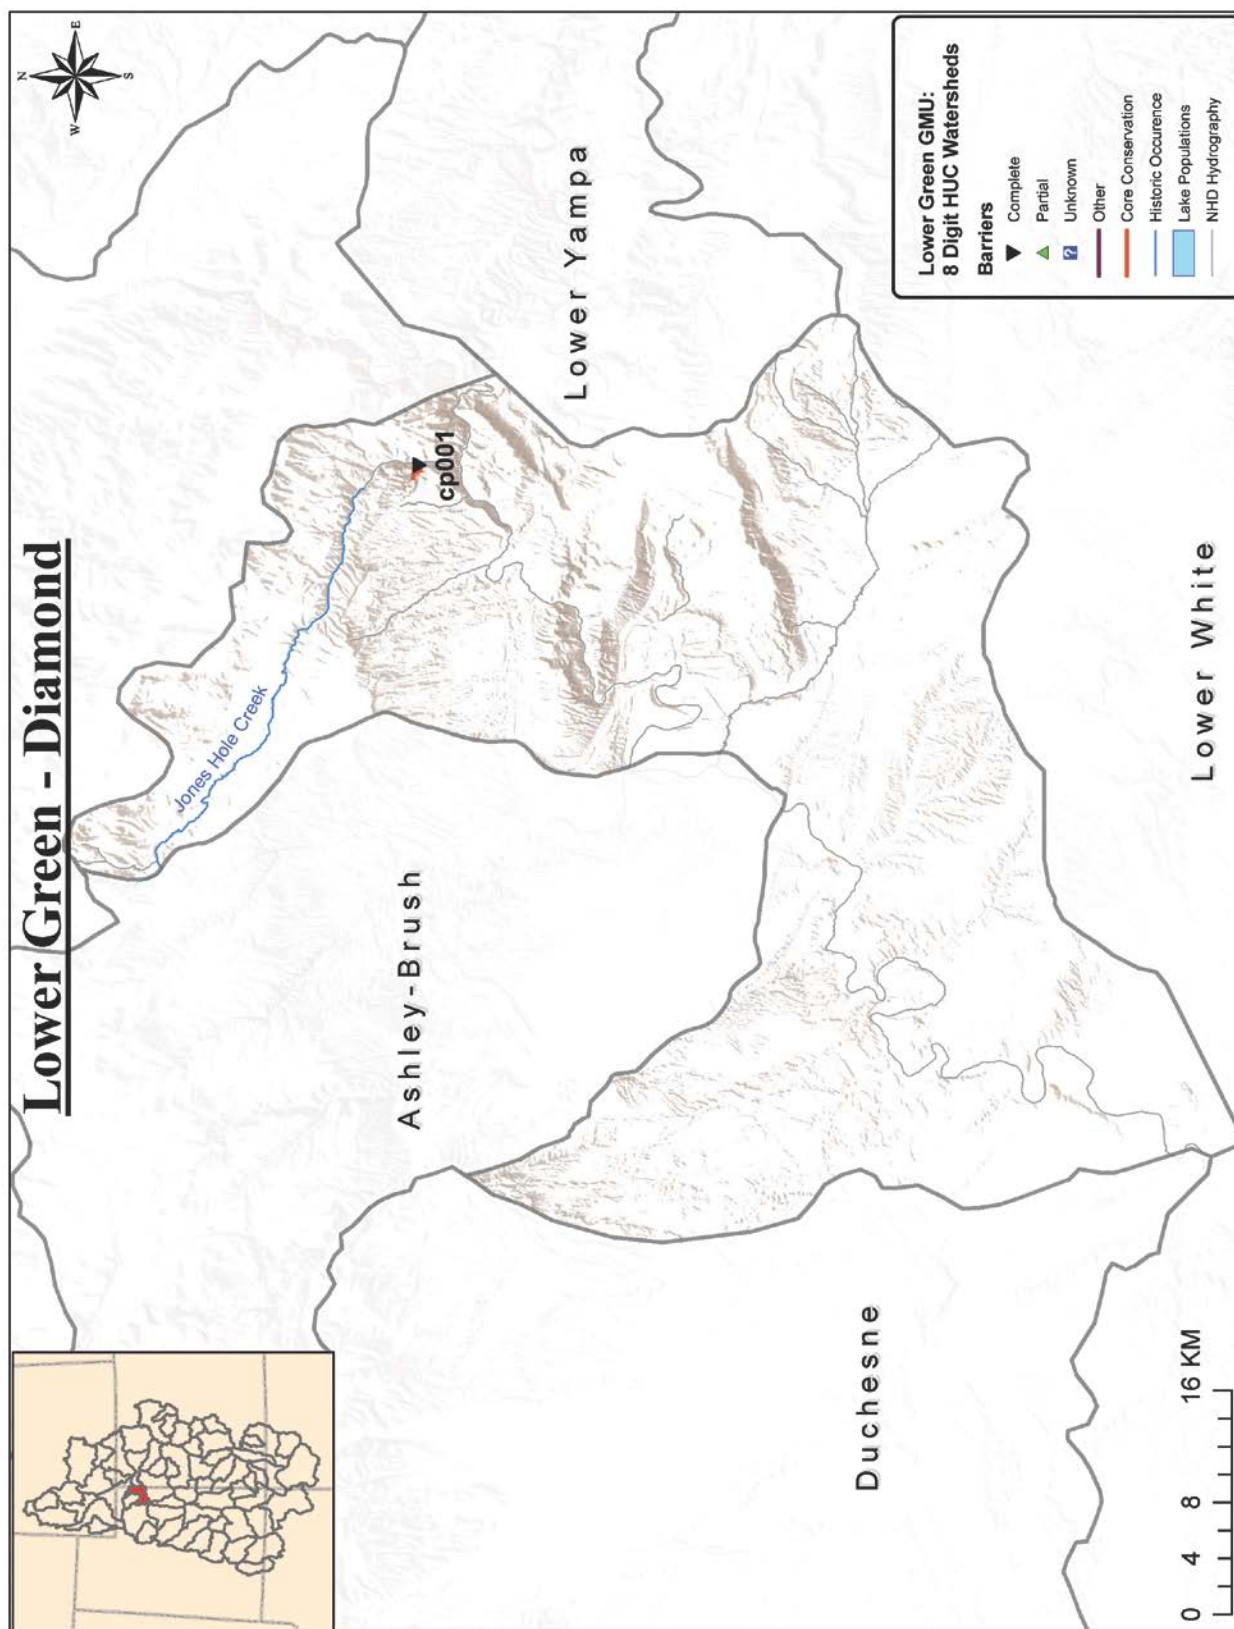 Lower Green - Diamond
N
E
S
W
Jones Hole Creek
cp001
Lower Yampa
Ashley-Brush
Lower White
Duchesne
0 4 8 16 KM
Lower Green GMU:
8 Digit HUC Watersheds
Barriers
Complete
Partial
?
Unknown
Other
Core Conservation
Historic Occurence
Lake Populations
NHD Hydrography